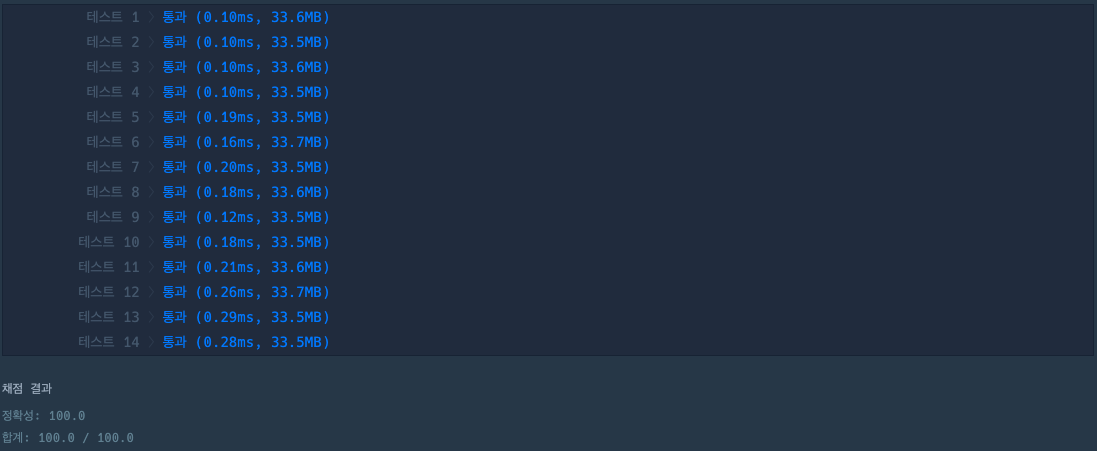 테스트 1 〉 통과 (0.10ms, 33.6MB)
테스트 2 〉 통과 (0.10ms, 33.5MB)
테스트 3 〉 통과 (0.10ms, 33.6MB)
테스트 4 〉 통과 (0.10ms, 33.5MB)
테스트 5 〉 통과 (0.19ms, 33.5MB)
테스트 6 〉 통과 (0.16ms, 33.7MB)
테스트 7 〉 통과 (0.20ms, 33.5MB)
테스트 8 〉 통과 (0.18ms, 33.6MB)
테스트 9 〉 통과 (0.12ms, 33.5MB)
테스트 10 〉 통과 (0.18ms, 33.5MB)
테스트 11 〉 통과 (0.21ms, 33.6MB)
테스트 12 〉 통과 (0.26ms, 33.7MB)
테스트 13 〉 통과 (0.29ms, 33.5MB)
테스트 14 〉 통과 (0.28ms, 33.5MB)
채점 결과
정확성: 100.0
합계: 100.0 / 100.0